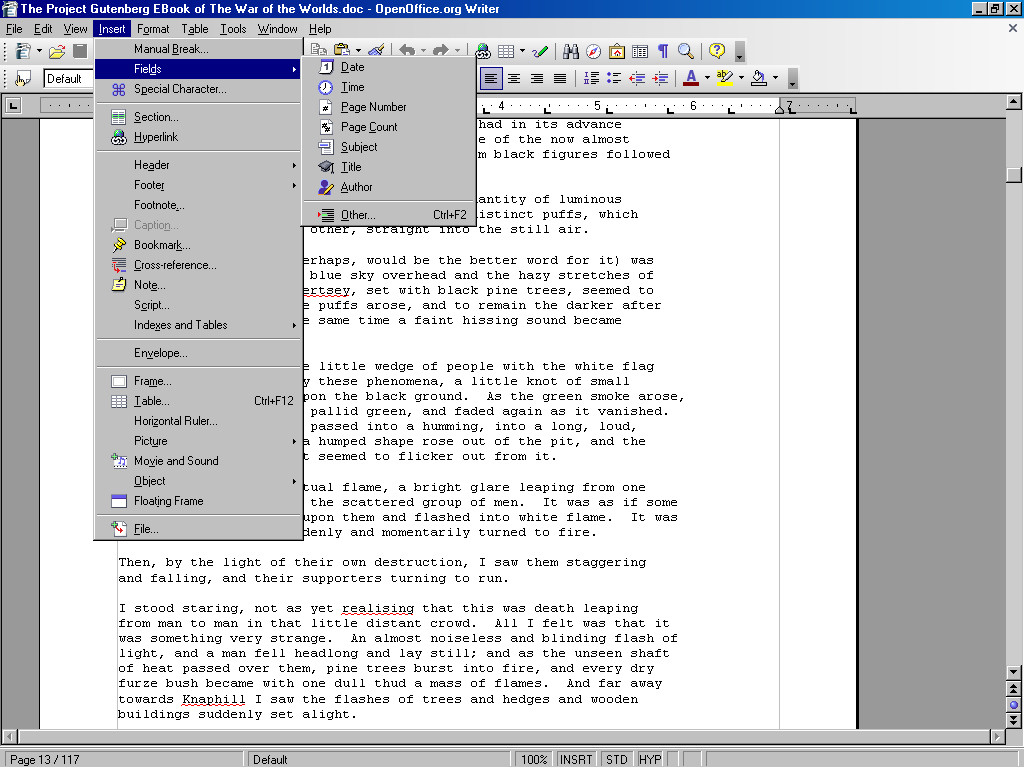 The Project Gutenberg EBook of The War of the Worlds.doc - OpenOffice.org Writer
File Edit View Insert Format Table Tools Window Help
Default
4 5 6 7
Manual Break...
Fields
Special Character...
Section...
Hyperlink
Header
Footer
Footnote...
Caption...
Bookmark...
Cross-reference...
Note...
Script...
Indexes and Tables
Envelope...
Frame...
Table... Ctrl+F12
Horizontal Ruler...
Picture
Movie and Sound
Object
Floating Frame
File...
Date
Time
Page Number
Page Count
Subject
Title
Author
Other... Ctrl+F2
had in its advance
e of the now almost
m black figures followed
antity of luminous
distinct puffs, which
other, straight into the still air.
erhaps, would be the better word for it) was
blue sky overhead and the hazy stretches of
ertsey, set with black pine trees, seemed to
e puffs arose, and to remain the darker after
e same time a faint hissing sound became
e little wedge of people with the white flag
y these phenomena, a little knot of small
pon the black ground.  As the green smoke arose,
pallid green, and faded again as it vanished.
passed into a humming, into a long, loud,
a humped shape rose out of the pit, and the
t seemed to flicker out from it.
tual flame, a bright glare leaping from one
the scattered group of men.  It was as if some
upon them and flashed into white flame.  It was
denly and momentarily turned to fire.
Then, by the light of their own destruction, I saw them staggering
and falling, and their supporters turning to run.
I stood staring, not as yet realising that this was death leaping
from man to man in that little distant crowd.  All I felt was that it
was something very strange.  An almost noiseless and blinding flash of
light, and a man fell headlong and lay still; and as the unseen shaft
of heat passed over them, pine trees burst into fire, and every dry
furze bush became with one dull thud a mass of flames.  And far away
towards Knaphill I saw the flashes of trees and hedges and wooden
buildings suddenly set alight.
Page 13 / 117 Default 100% INSRT STD HYP